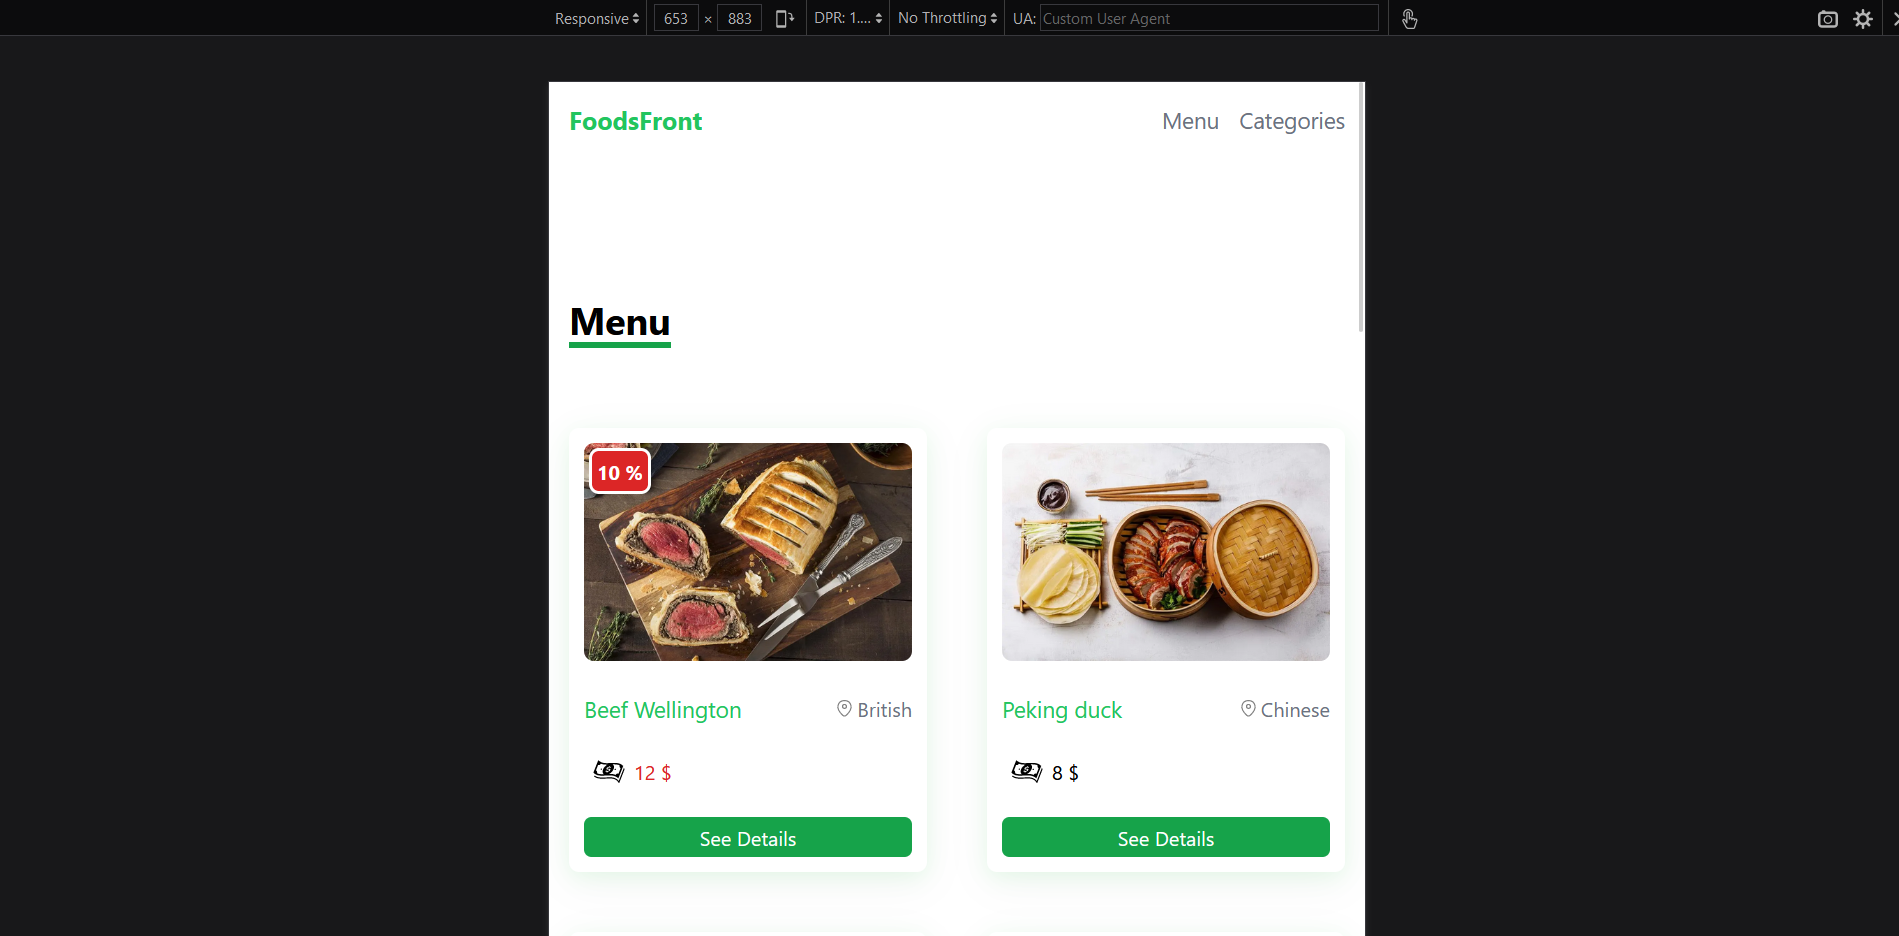 Responsive 653 × 883 DPR: 1.... No Throttling UA: Custom User Agent
FoodsFront Menu Categories
Menu
10 %
Beef Wellington British
12 $
See Details
Peking duck Chinese
8 $
See Details